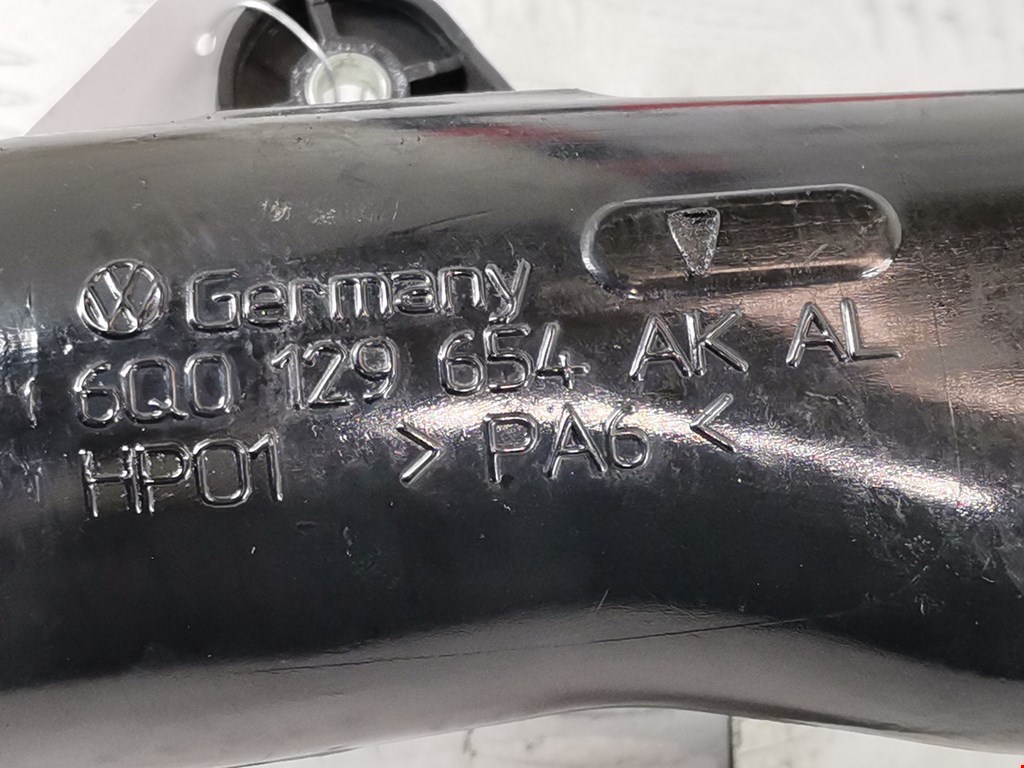 Germany
6Q0 129 654 AK AL
HP01 >PA6<